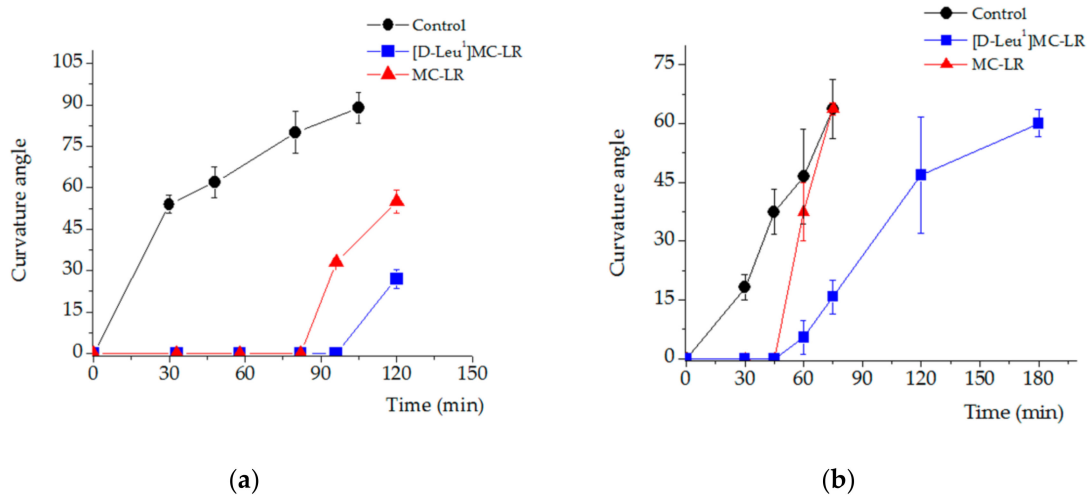 Control
[D-Leu¹]MC-LR
MC-LR
105
90
75
60
45
30
15
0
Curvature angle
0 30 60 90 120 150
Time (min)
(a)
Control
[D-Leu¹]MC-LR
MC-LR
75
60
45
30
15
0
Curvature angle
0 30 60 90 120 150 180
Time (min)
(b)